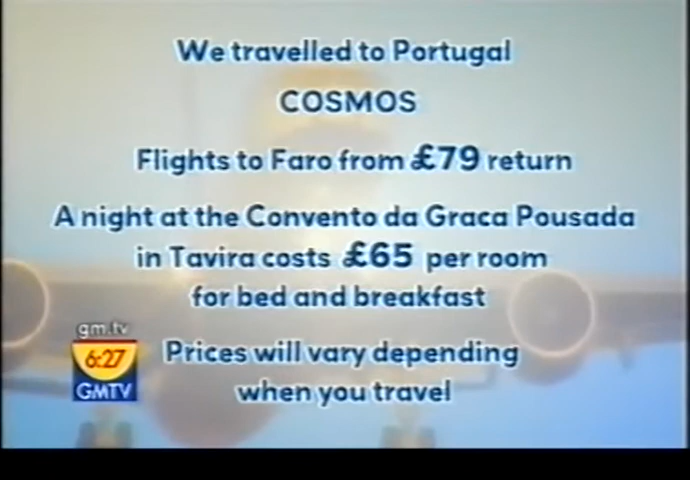 We travelled to Portugal
COSMOS
Flights to Faro from £79 return
A night at the Convento da Graca Pousada
in Tavira costs £65 per room
for bed and breakfast
gm.tv
6:27
GMTV
Prices will vary depending
when you travel